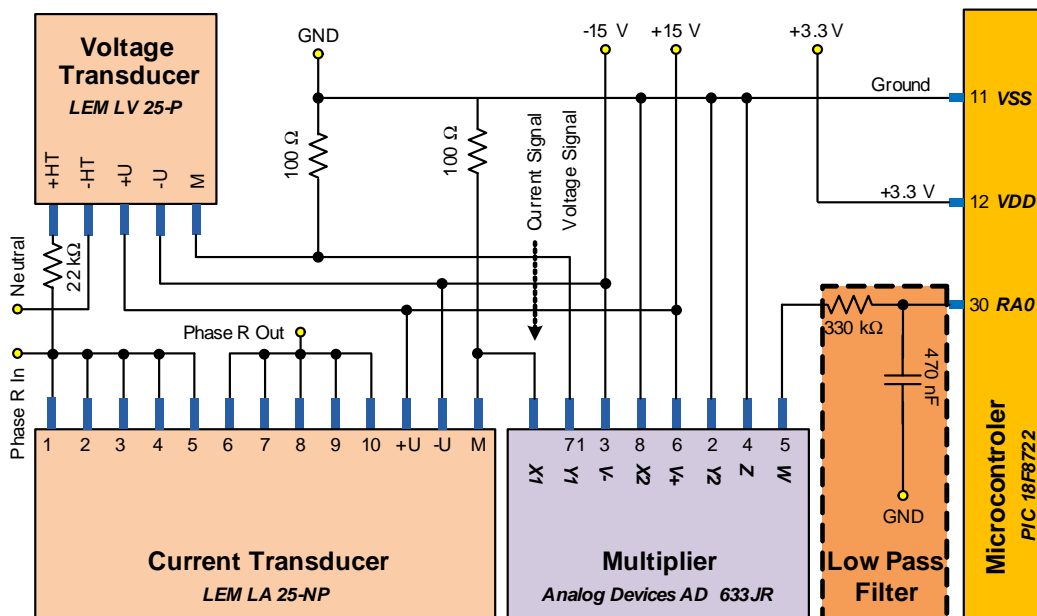 Voltage
Transducer
LEM LV 25-P
+HT
-HT
+U
-U
M
GND
-15 V
+15 V
+3.3 V
Ground
11 VSS
+3.3 V
12 VDD
30 RA0
100 Ω
100 Ω
Current Signal
Voltage Signal
22 kΩ
Neutral
Phase R In
Phase R Out
330 kΩ
470 nF
GND
1 2 3 4 5 6 7 8 9 10 +U -U M
Current Transducer
LEM LA 25-NP
71 3 8 6 2 4 5
X1 Y1 V- X2 V+ Y2 Z W
Multiplier
Analog Devices AD 633JR
Low Pass
Filter
Microcontroler
PIC 18F8722